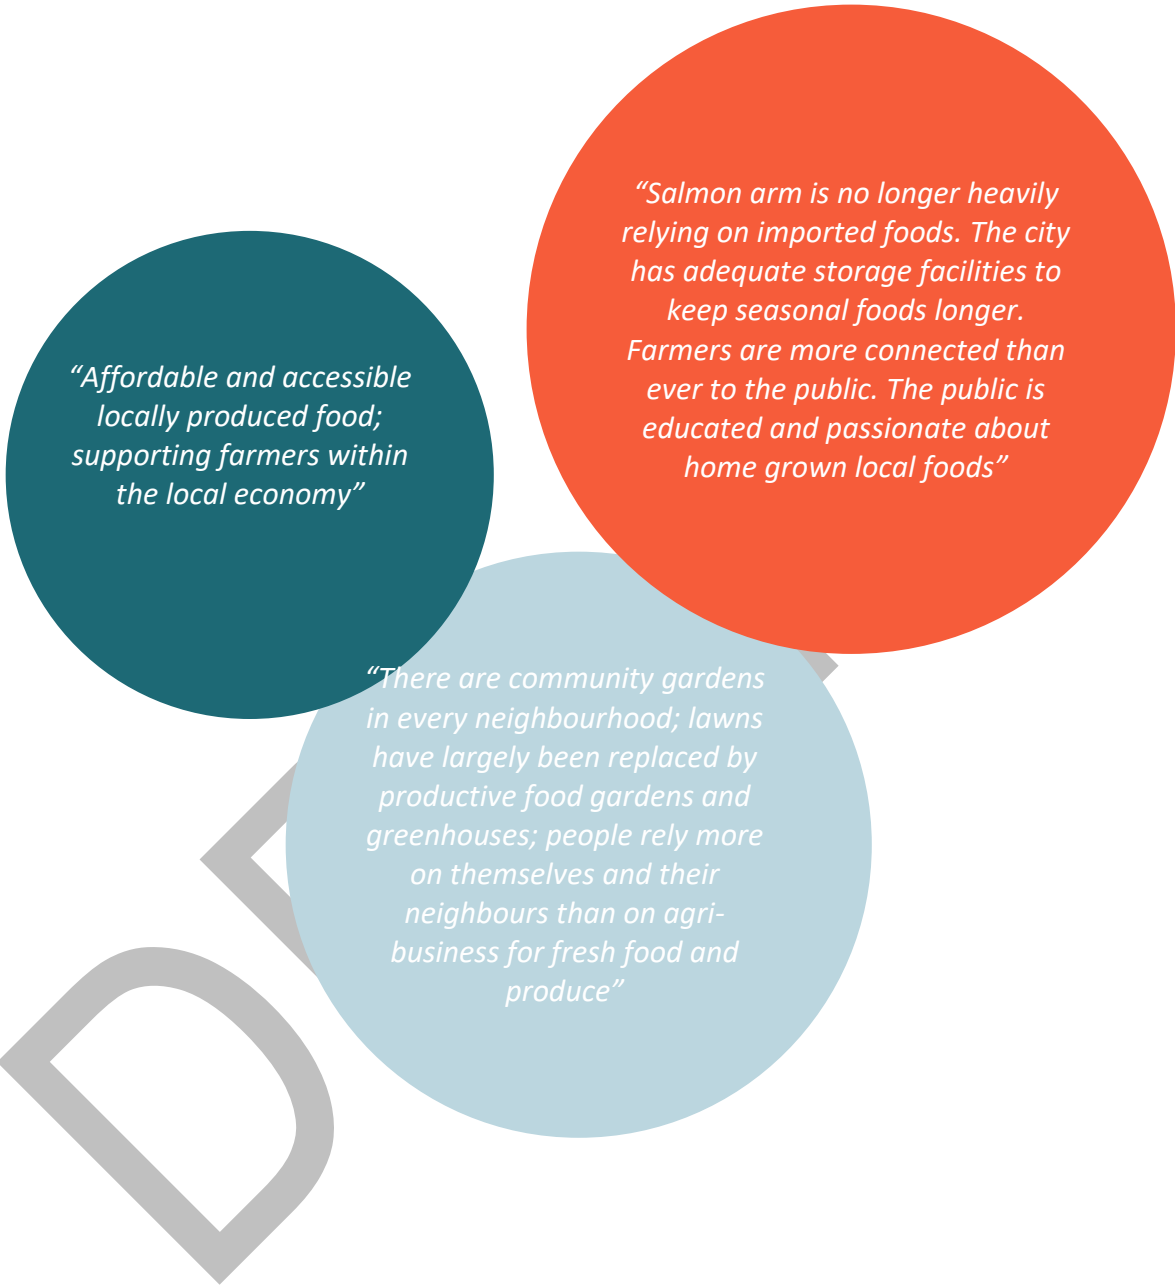 “Salmon arm is no longer heavily
relying on imported foods. The city
has adequate storage facilities to
keep seasonal foods longer.
Farmers are more connected than
ever to the public. The public is
educated and passionate about
home grown local foods”
“Affordable and accessible
locally produced food;
supporting farmers within
the local economy”
“There are community gardens
in every neighbourhood; lawns
have largely been replaced by
productive food gardens and
greenhouses; people rely more
on themselves and their
neighbours than on agri-
business for fresh food and
produce”
D